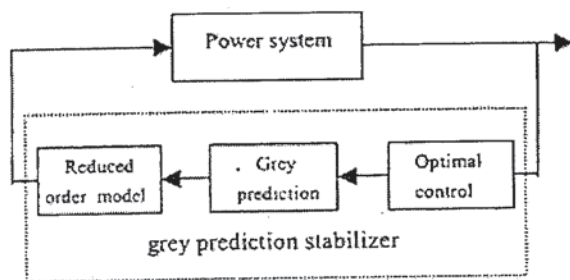 Power system
Reduced
order model
Grey
prediction
Optimal
control
grey prediction stabilizer